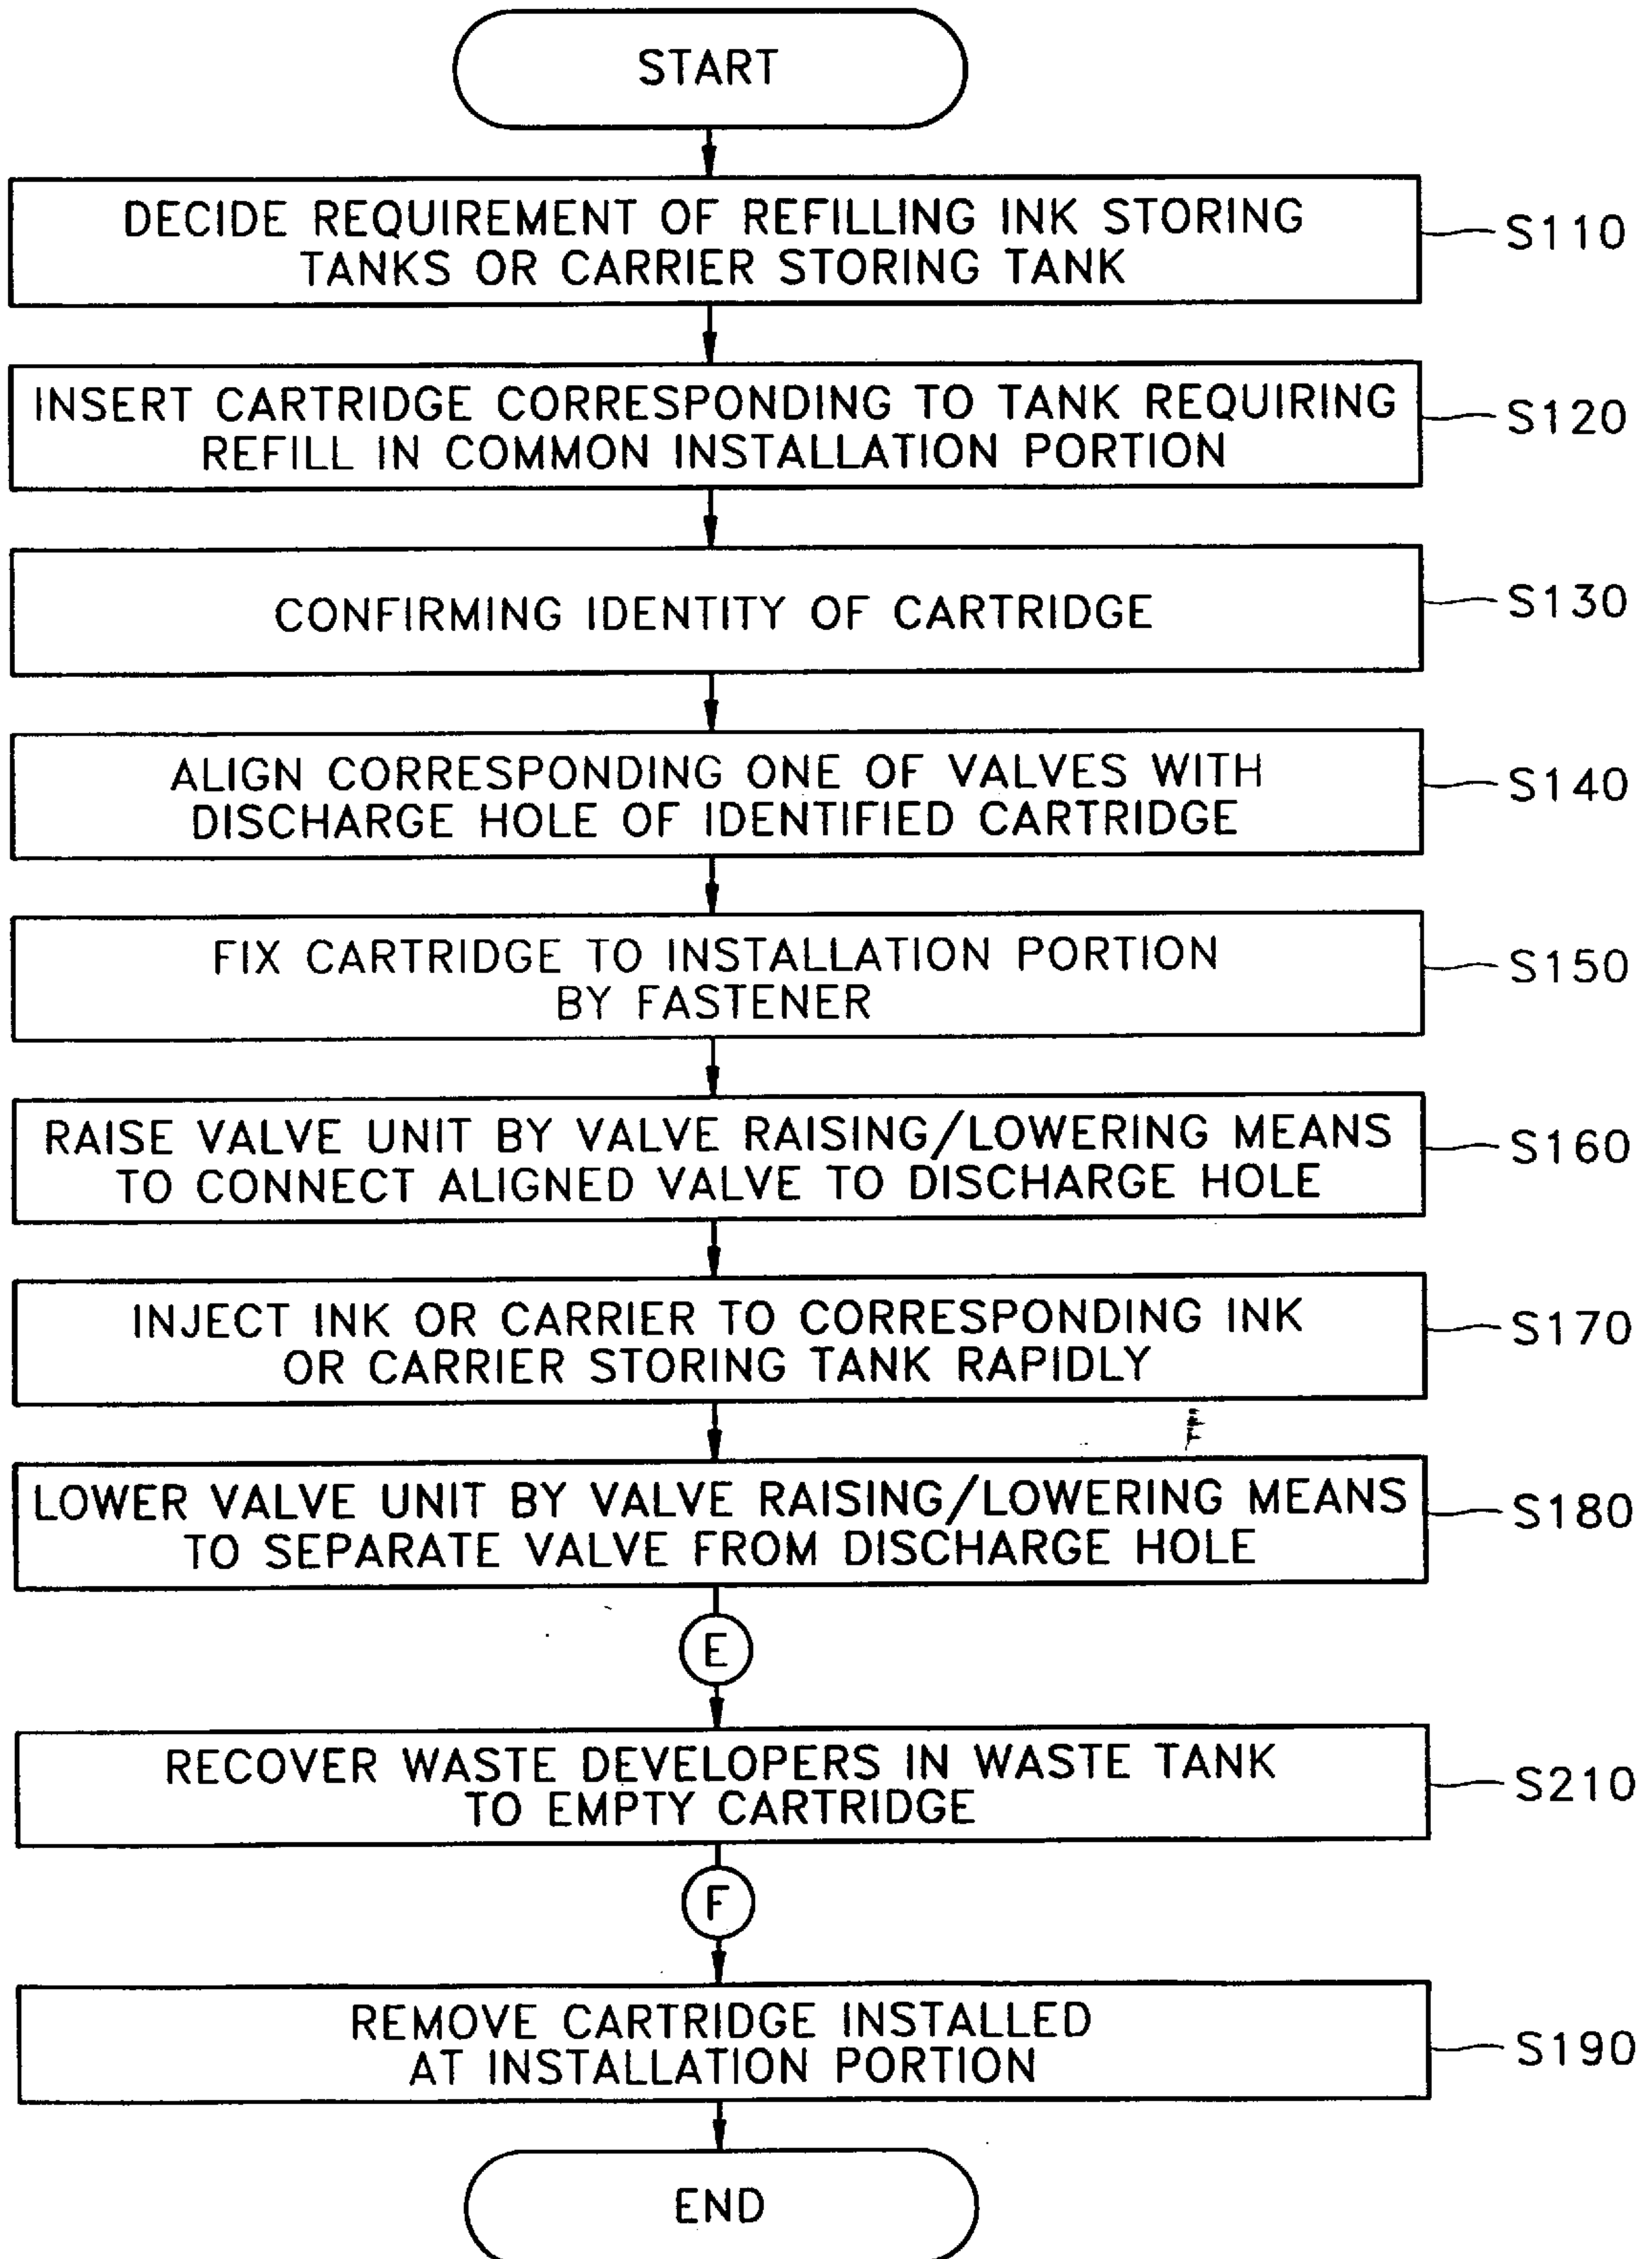 START
DECIDE REQUIREMENT OF REFILLING INK STORING
TANKS OR CARRIER STORING TANK
S110
INSERT CARTRIDGE CORRESPONDING TO TANK REQUIRING
REFILL IN COMMON INSTALLATION PORTION
S120
CONFIRMING IDENTITY OF CARTRIDGE
S130
ALIGN CORRESPONDING ONE OF VALVES WITH
DISCHARGE HOLE OF IDENTIFIED CARTRIDGE
S140
FIX CARTRIDGE TO INSTALLATION PORTION
BY FASTENER
S150
RAISE VALVE UNIT BY VALVE RAISING/LOWERING MEANS
TO CONNECT ALIGNED VALVE TO DISCHARGE HOLE
S160
INJECT INK OR CARRIER TO CORRESPONDING INK
OR CARRIER STORING TANK RAPIDLY
S170
LOWER VALVE UNIT BY VALVE RAISING/LOWERING MEANS
TO SEPARATE VALVE FROM DISCHARGE HOLE
S180
E
RECOVER WASTE DEVELOPERS IN WASTE TANK
TO EMPTY CARTRIDGE
S210
F
REMOVE CARTRIDGE INSTALLED
AT INSTALLATION PORTION
S190
END